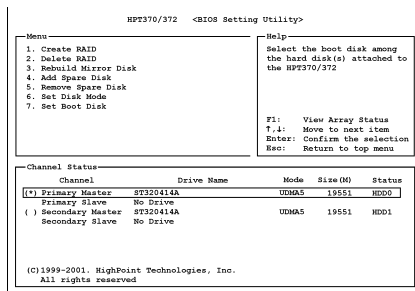 HPT370/372 <BIOS Setting Utility>
Menu
1. Create RAID
2. Delete RAID
3. Rebuild Mirror Disk
4. Add Spare Disk
5. Remove Spare Disk
6. Set Disk Mode
7. Set Boot Disk
Help
Select the boot disk among
the hard disk(s) attached to
the HPT370/372
F1: View Array Status
↑,↓: Move to next item
Enter: Confirm the selection
Esc: Return to top menu
Channel Status
Channel Drive Name Mode Size(M) Status
(*) Primary Master ST320414A UDMA5 19551 HDD0
Primary Slave No Drive
( ) Secondary Master ST320414A UDMA5 19551 HDD1
Secondary Slave No Drive
(C)1999-2001. HighPoint Technologies, Inc.
All rights reserved